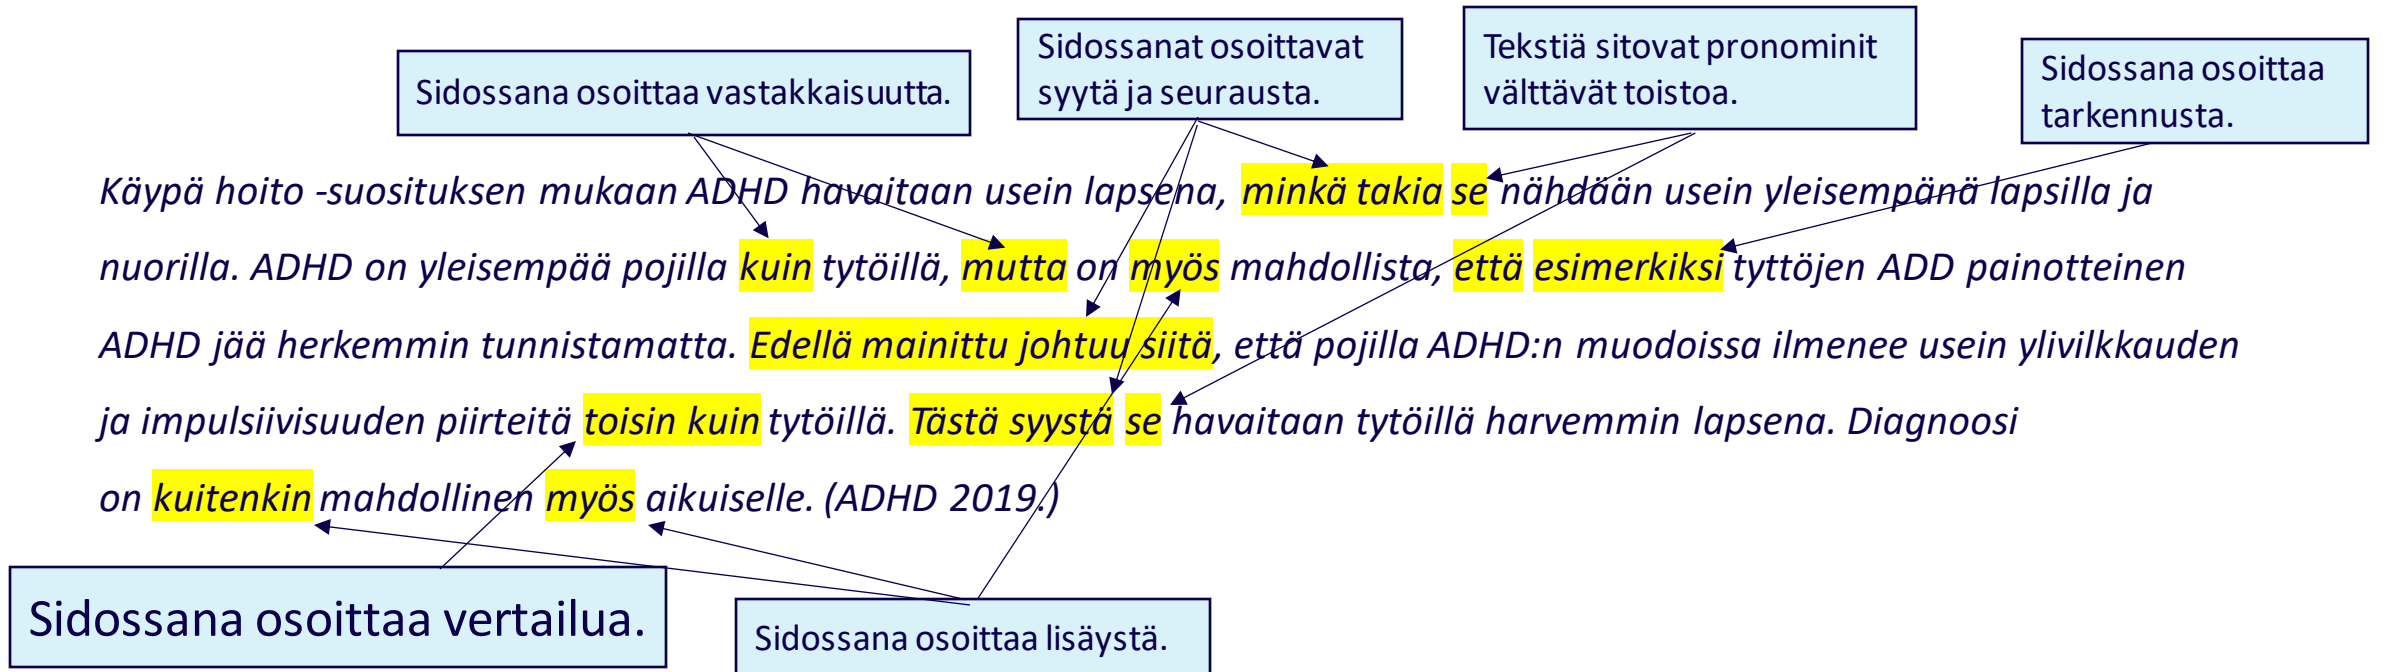 Sidossana osoittaa vastakkaisuutta.
Sidossanat osoittavat
syytä ja seurausta.
Tekstiä sitovat pronominit
välttävät toistoa.
Sidossana osoittaa
tarkennusta.
Käypä hoito -suosituksen mukaan ADHD havaitaan usein lapsena, minkä takia se nähdään usein yleisempänä lapsilla ja
nuorilla. ADHD on yleisempää pojilla kuin tytöillä, mutta on myös mahdollista, että esimerkiksi tyttöjen ADD painotteinen
ADHD jää herkemmin tunnistamatta. Edellä mainittu johtuu siitä, että pojilla ADHD:n muodoissa ilmenee usein ylivilkkauden
ja impulsiivisuuden piirteitä toisin kuin tytöillä. Tästä syystä se havaitaan tytöillä harvemmin lapsena. Diagnoosi
on kuitenkin mahdollinen myös aikuiselle. (ADHD 2019.)
Sidossana osoittaa vertailua.
Sidossana osoittaa lisäystä.